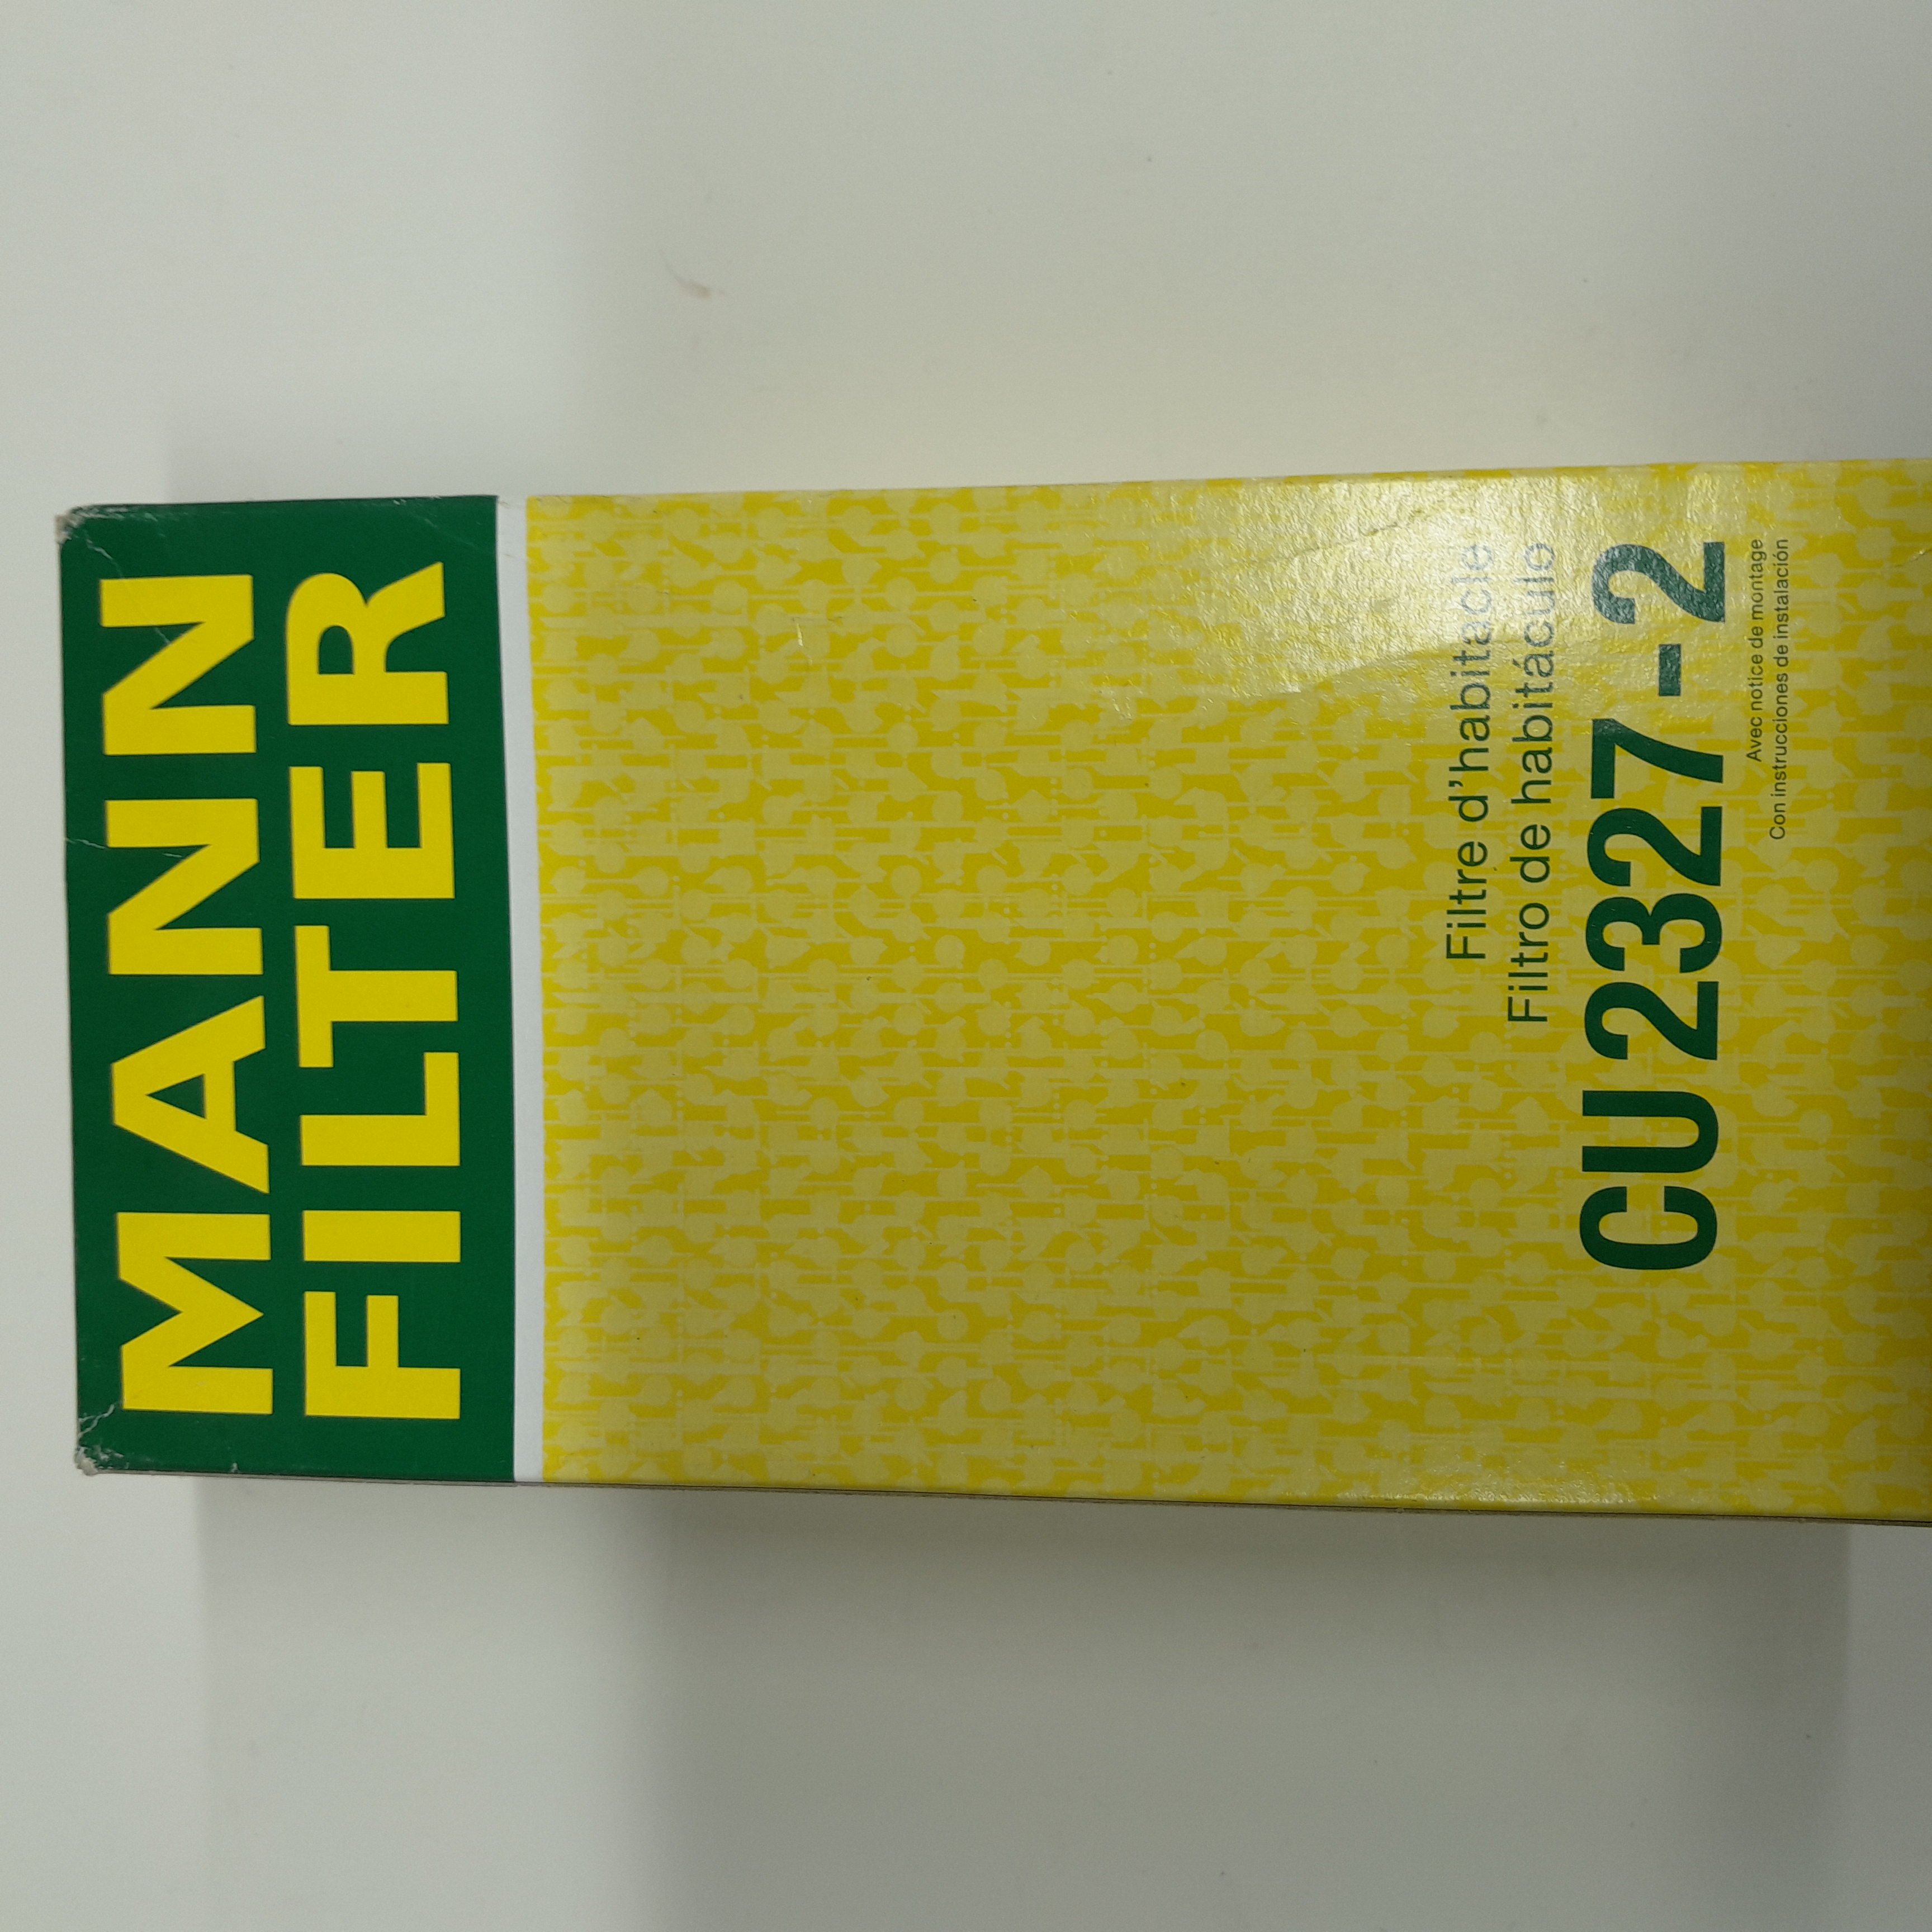 MANN
FILTER
Filtre d'habitacle
Filtro de habitáculo
CU 2327-2
Avec notice de montage
Con instrucciones de instalación